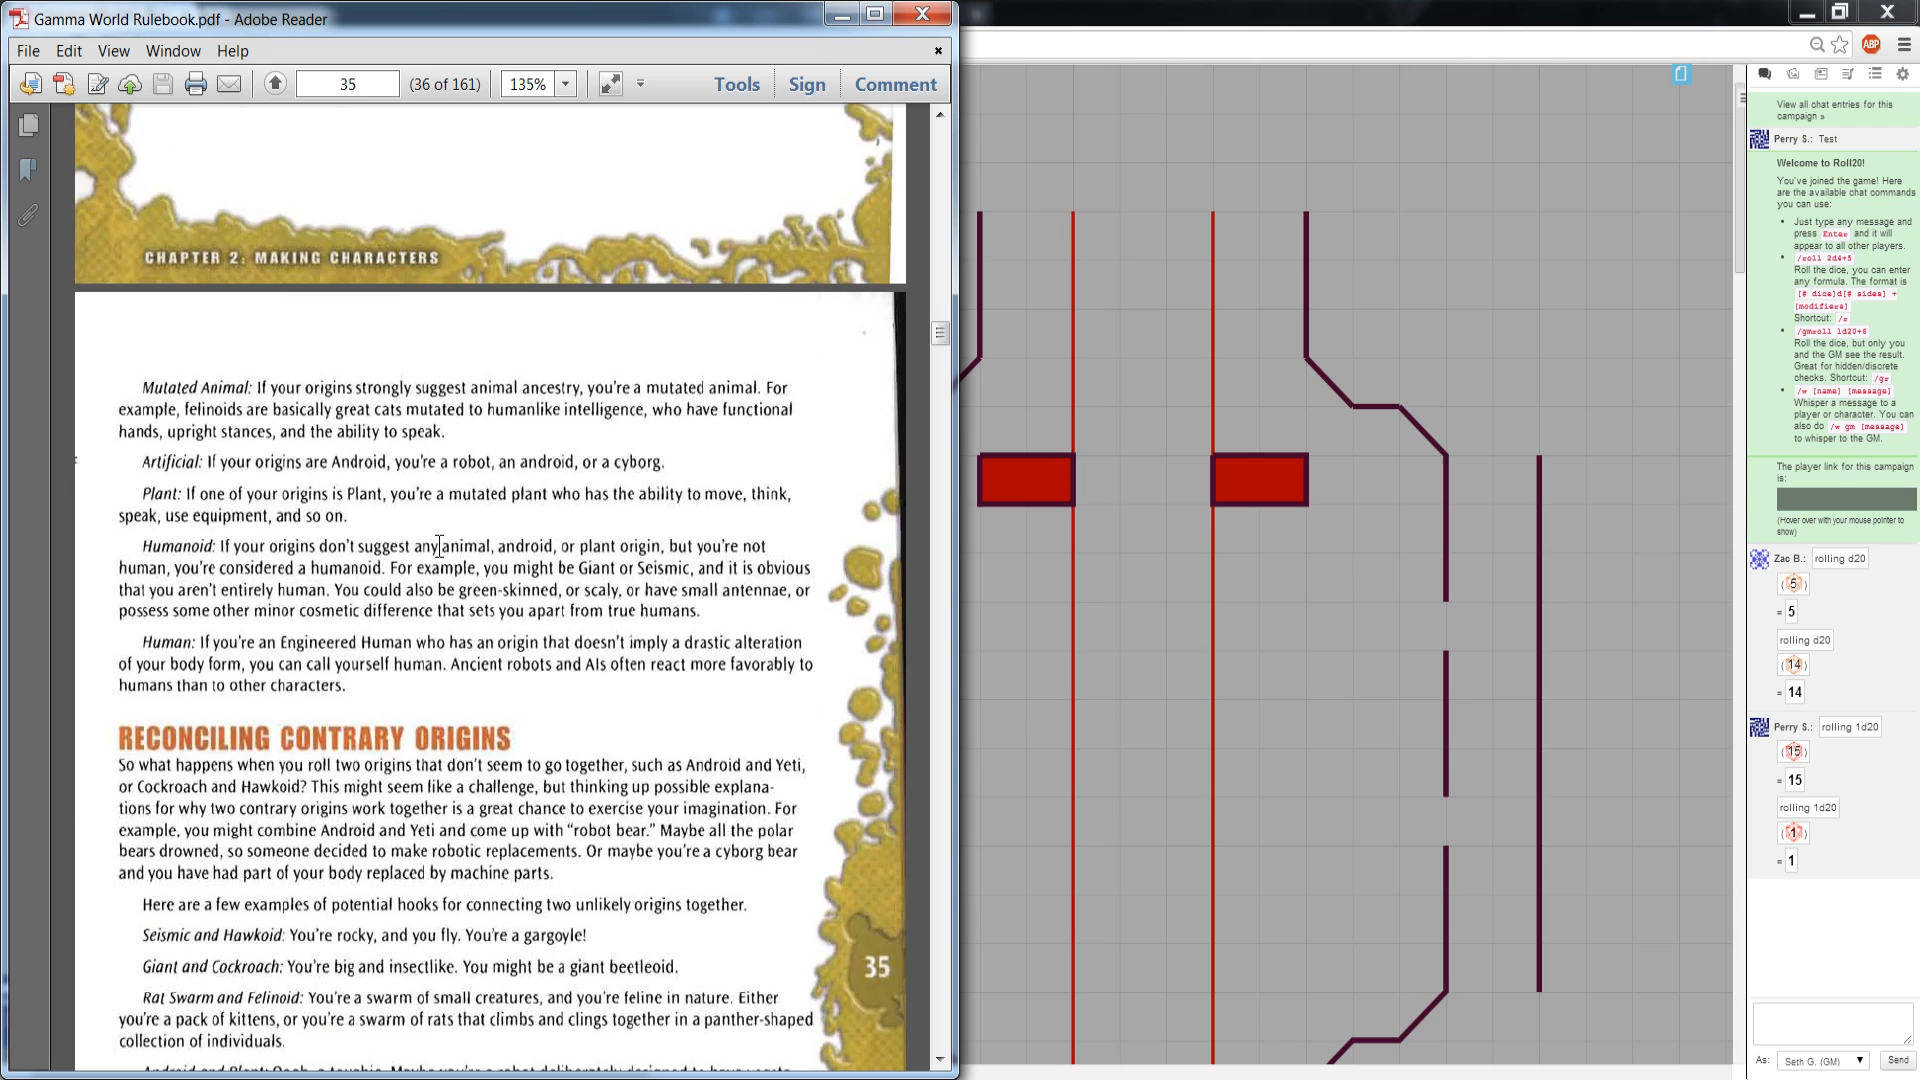 Gamma World Rulebook.pdf - Adobe Reader
File Edit View Window Help
35 (36 of 161) 135% Tools Sign Comment
CHAPTER 2: MAKING CHARACTERS
Mutated Animal: If your origins strongly suggest animal ancestry, you're a mutated animal. For
example, felinoids are basically great cats mutated to humanlike intelligence, who have functional
hands, upright stances, and the ability to speak.
Artificial: If your origins are Android, you're a robot, an android, or a cyborg.
Plant: If one of your origins is Plant, you're a mutated plant who has the ability to move, think,
speak, use equipment, and so on.
Humanoid: If your origins don't suggest any animal, android, or plant origin, but you're not
human, you're considered a humanoid. For example, you might be Giant or Seismic, and it is obvious
that you aren't entirely human. You could also be green-skinned, or scaly, or have small antennae, or
possess some other minor cosmetic difference that sets you apart from true humans.
Human: If you're an Engineered Human who has an origin that doesn't imply a drastic alteration
of your body form, you can call yourself human. Ancient robots and AIs often react more favorably to
humans than to other characters.
RECONCILING CONTRARY ORIGINS
So what happens when you roll two origins that don't seem to go together, such as Android and Yeti,
or Cockroach and Hawkoid? This might seem like a challenge, but thinking up possible explana-
tions for why two contrary origins work together is a great chance to exercise your imagination. For
example, you might combine Android and Yeti and come up with "robot bear." Maybe all the polar
bears drowned, so someone decided to make robotic replacements. Or maybe you're a cyborg bear
and you have had part of your body replaced by machine parts.
Here are a few examples of potential hooks for connecting two unlikely origins together.
Seismic and Hawkoid: You're rocky, and you fly. You're a gargoyle!
Giant and Cockroach: You're big and insectlike. You might be a giant beetleoid.
Rat Swarm and Felinoid: You're a swarm of small creatures, and you're feline in nature. Either
you're a pack of kittens, or you're a swarm of rats that climbs and clings together in a panther-shaped
collection of individuals.
35
ABP
View all chat entries for this
campaign »
Perry S.: Test
Welcome to Roll20!
You've joined the game! Here
are the available chat commands
you can use:
Just type any message and
press Enter and it will
appear to all other players.
/roll 2d4+5
Roll the dice, you can enter
any formula. The format is
[# dice]d[# sides] +
[modifiers]
Shortcut: /r
/gmroll 1d20+6
Roll the dice, but only you
and the GM see the result.
Great for hidden/discrete
checks. Shortcut: /gr
/w [name] [message]
Whisper a message to a
player or character. You can
also do /w gm [message]
to whisper to the GM.
The player link for this campaign
is:
(Hover over with your mouse pointer to
show)
Zac B.: rolling d20
(5)
= 5
rolling d20
(14)
= 14
Perry S.: rolling 1d20
(15)
= 15
rolling 1d20
(1)
= 1
As: Seth G. (GM) Send